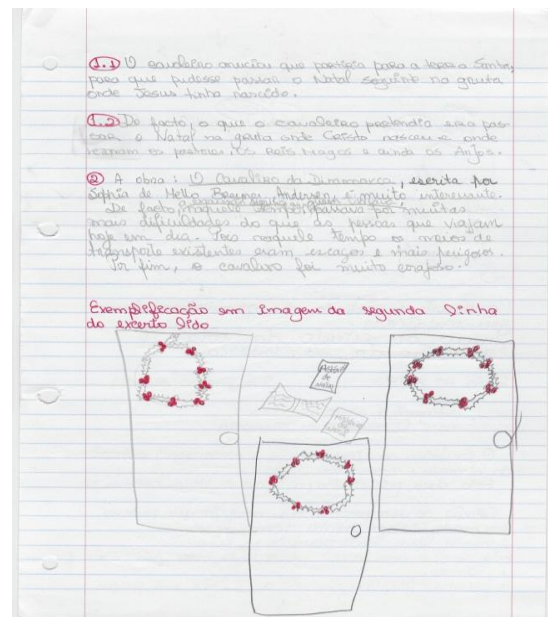 1.1 O cavaleiro anuciou que partiria para a terra Santa,
para que pudesse passar o Natal seguinte na gruta
onde Jesus tinha nascido.
1.2 De facto, o que o cavaleiro pretendia era pas-
sar o Natal na gruta onde Cristo nasceu e onde
rezaram os pastores, os Reis Magos e ainda os Anjos.
2 A obra: O Cavaleiro da Dinamarca, escrita por
Sophia de Mello Breyner Andersen é muito interessante.
De facto, naquele tempo passava por muitas
mais dificuldades do que as pessoas que viajam
hoje em dia. Pois naquele tempo os meios de
transporte existentes eram escaços e mais perigosos.
Por fim, o cavaleiro foi muito corajoso.
Exemplificação em imagem da segunda linha
do excerto lido